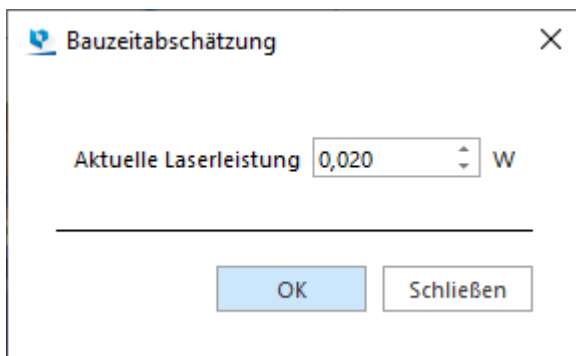 Bauzeitabschätzung
Aktuelle Laserleistung 0,020 W
OK Schließen